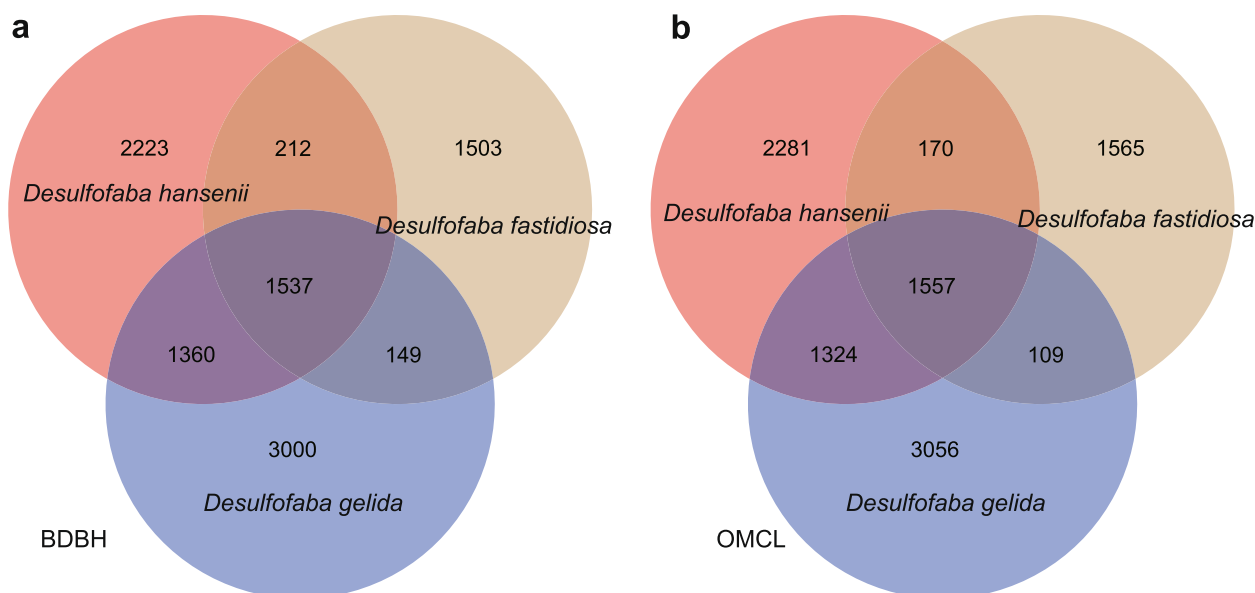 a
2223
212
1503
Desulfofaba hansenii
Desulfofaba fastidiosa
1537
1360
149
3000
Desulfofaba gelida
BDBH
b
2281
170
1565
Desulfofaba hansenii
Desulfofaba fastidiosa
1557
1324
109
3056
Desulfofaba gelida
OMCL